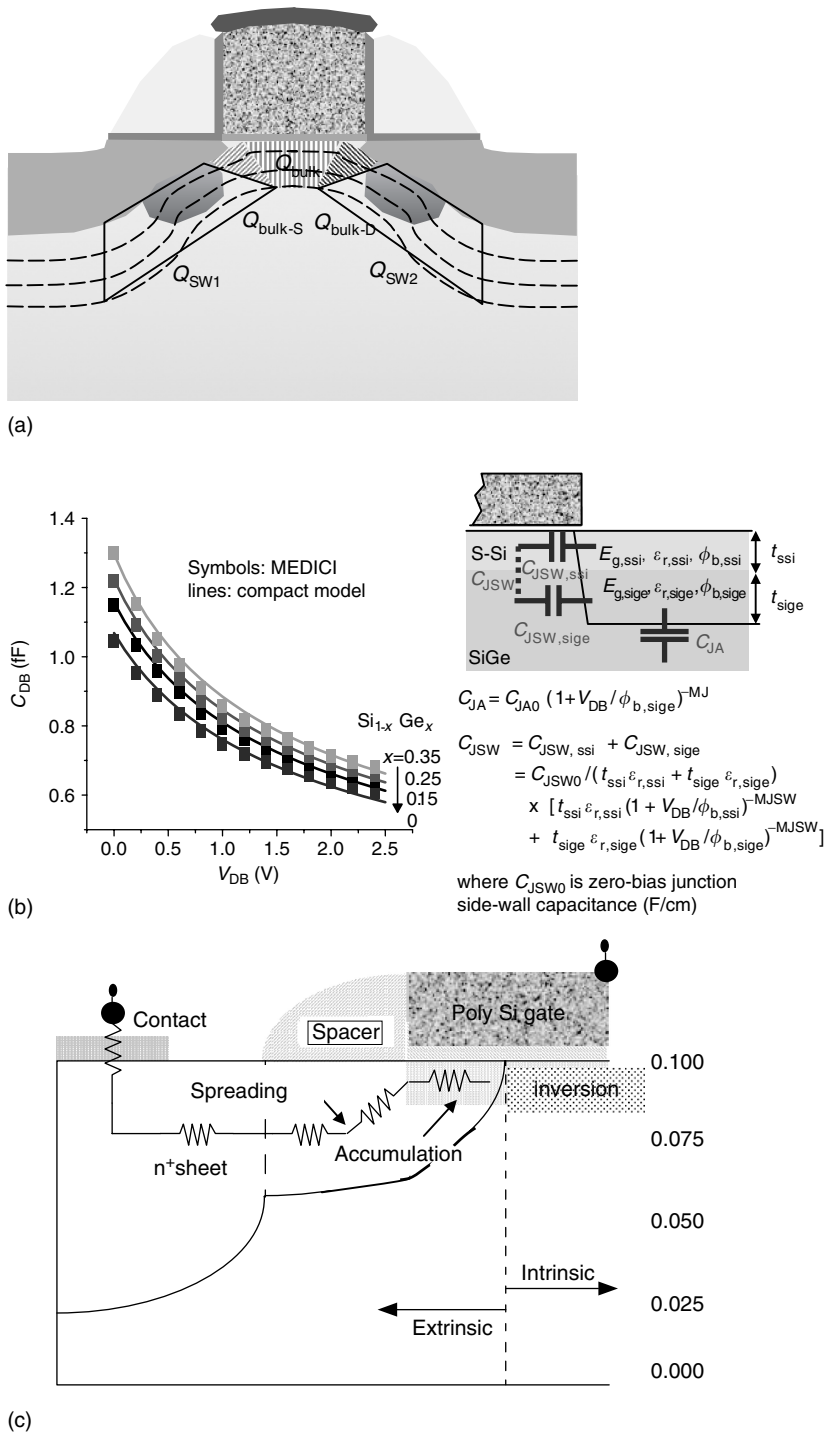 Q_bulk
Q_bulk-S Q_bulk-D
Q_SW1 Q_SW2
(a)
1.4
1.2
1.0
0.8
0.6
C_DB (fF)
Symbols: MEDICI
lines: compact model
Si_1-x Ge_x
x=0.35
0.25
015
0
0.0 0.5 1.0 1.5 2.0 2.5
V_DB (V)
S-Si
C_JSW
C_JSW,ssi
E_g,ssi, ε_r,ssi, ϕ_b,ssi
t_ssi
E_g,sige, ε_r,sige, ϕ_b,sige
t_sige
C_JSW,sige
SiGe
C_JA
C_JA = C_JA0 (1+V_DB/ϕ_b,sige)^–MJ
C_JSW = C_JSW, ssi + C_JSW, sige
= C_JSW0/(t_ssi ε_r,ssi + t_sige ε_r,sige)
x [t_ssi ε_r,ssi (1 + V_DB/ϕ_b,ssi)^–MJSW
+ t_sige ε_r,sige (1+ V_DB/ϕ_b,sige)^–MJSW]
where C_JSW0 is zero-bias junction
side-wall capacitance (F/cm)
(b)
Contact
Spacer
Poly Si gate
Spreading
inversion
Accumulation
n⁺sheet
Intrinsic
Extrinsic
0.100
0.075
0.050
0.025
0.000
(c)